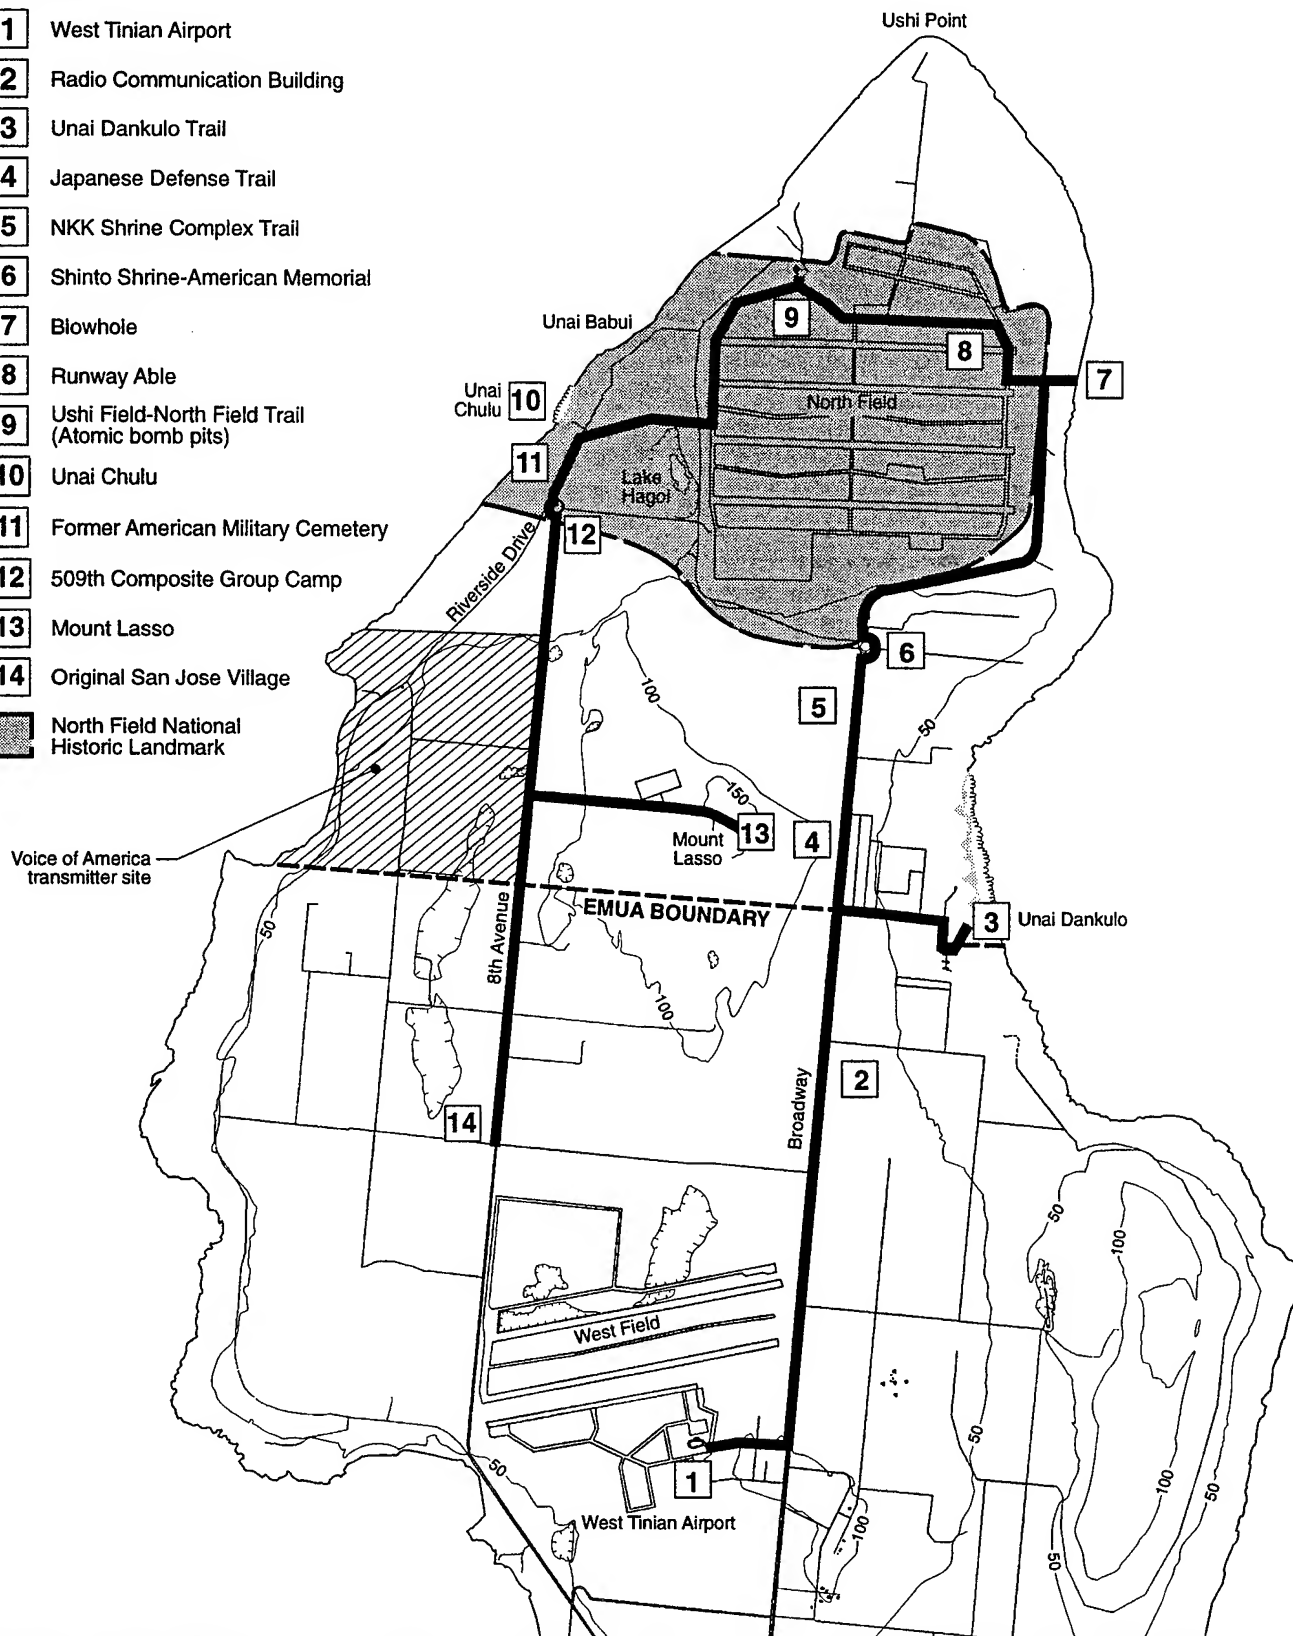 1 West Tinian Airport
2 Radio Communication Building
3 Unai Dankulo Trail
4 Japanese Defense Trail
5 NKK Shrine Complex Trail
6 Shinto Shrine-American Memorial
7 Blowhole
8 Runway Able
9 Ushi Field-North Field Trail
(Atomic bomb pits)
10 Unai Chulu
11 Former American Military Cemetery
12 509th Composite Group Camp
13 Mount Lasso
14 Original San Jose Village
North Field National
Historic Landmark
Voice of America
transmitter site
Ushi Point
Unai Babui
9
8
7
Unai
Chulu
10
North Field
11
Lake
Hagoi
12
Riverside Drive
6
100
5
50
150
13
Mount
Lasso
4
EMUA BOUNDARY
3
Unai Dankulo
50
8th Avenue
100
2
Broadway
14
50
100
West Field
50
1
50
100
50
West Tinian Airport
100
50